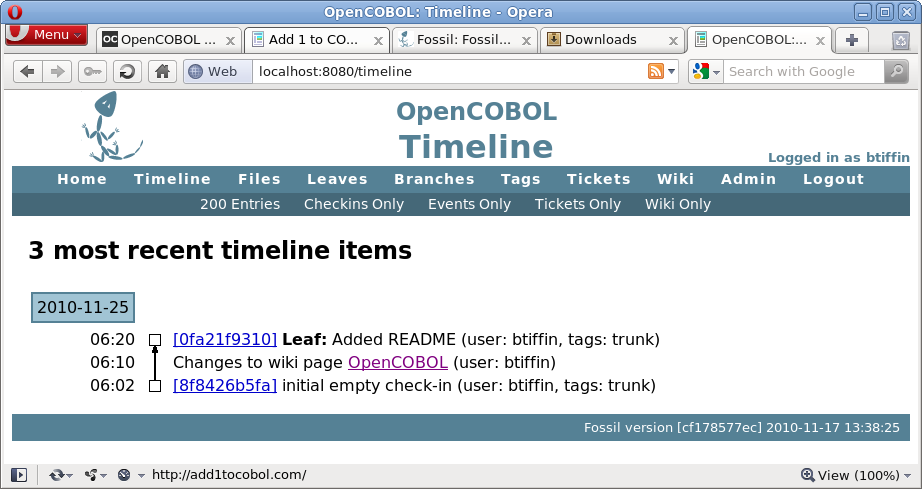 OpenCOBOL: Timeline - Opera
Menu
OC OpenCOBOL ...
Add 1 to CO...
Fossil: Fossil...
Downloads
OpenCOBOL:...
Web
localhost:8080/timeline
Search with Google
OpenCOBOL
Timeline
Logged in as btiffin
Home Timeline Files Leaves Branches Tags Tickets Wiki Admin Logout
200 Entries Checkins Only Events Only Tickets Only Wiki Only
3 most recent timeline items
2010-11-25
06:20 [0fa21f9310] Leaf: Added README (user: btiffin, tags: trunk)
06:10 Changes to wiki page OpenCOBOL (user: btiffin)
06:02 [8f8426b5fa] initial empty check-in (user: btiffin, tags: trunk)
Fossil version [cf178577ec] 2010-11-17 13:38:25
http://add1tocobol.com/
View (100%)